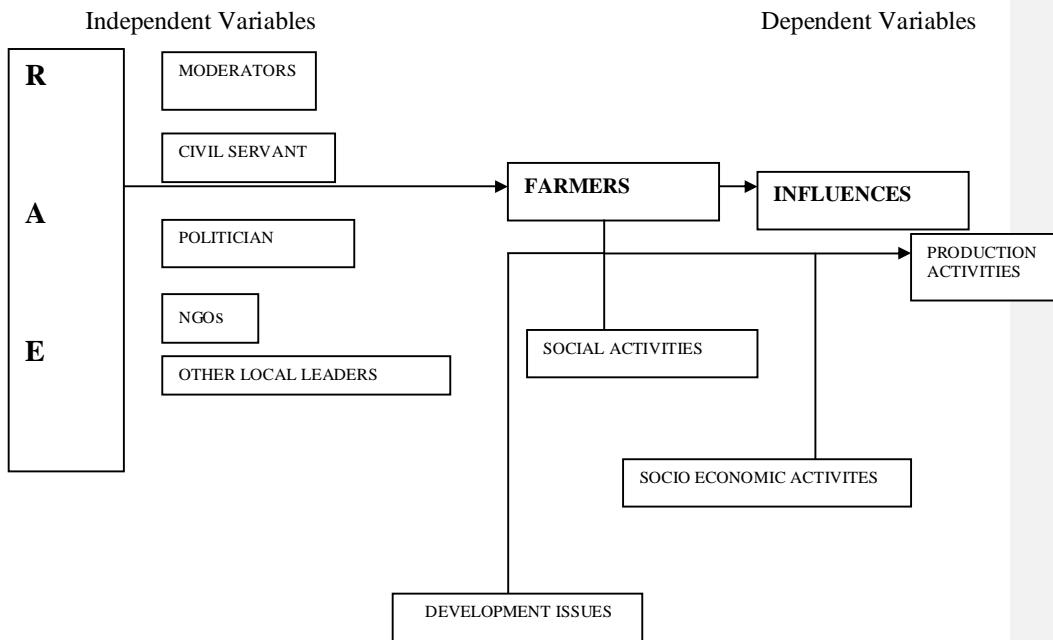 Independent Variables
Dependent Variables
R
A
E
MODERATORS
CIVIL SERVANT
POLITICIAN
NGOs
OTHER LOCAL LEADERS
FARMERS
INFLUENCES
PRODUCTION
ACTIVITIES
SOCIAL ACTIVITIES
SOCIO ECONOMIC ACTIVITES
DEVELOPMENT ISSUES